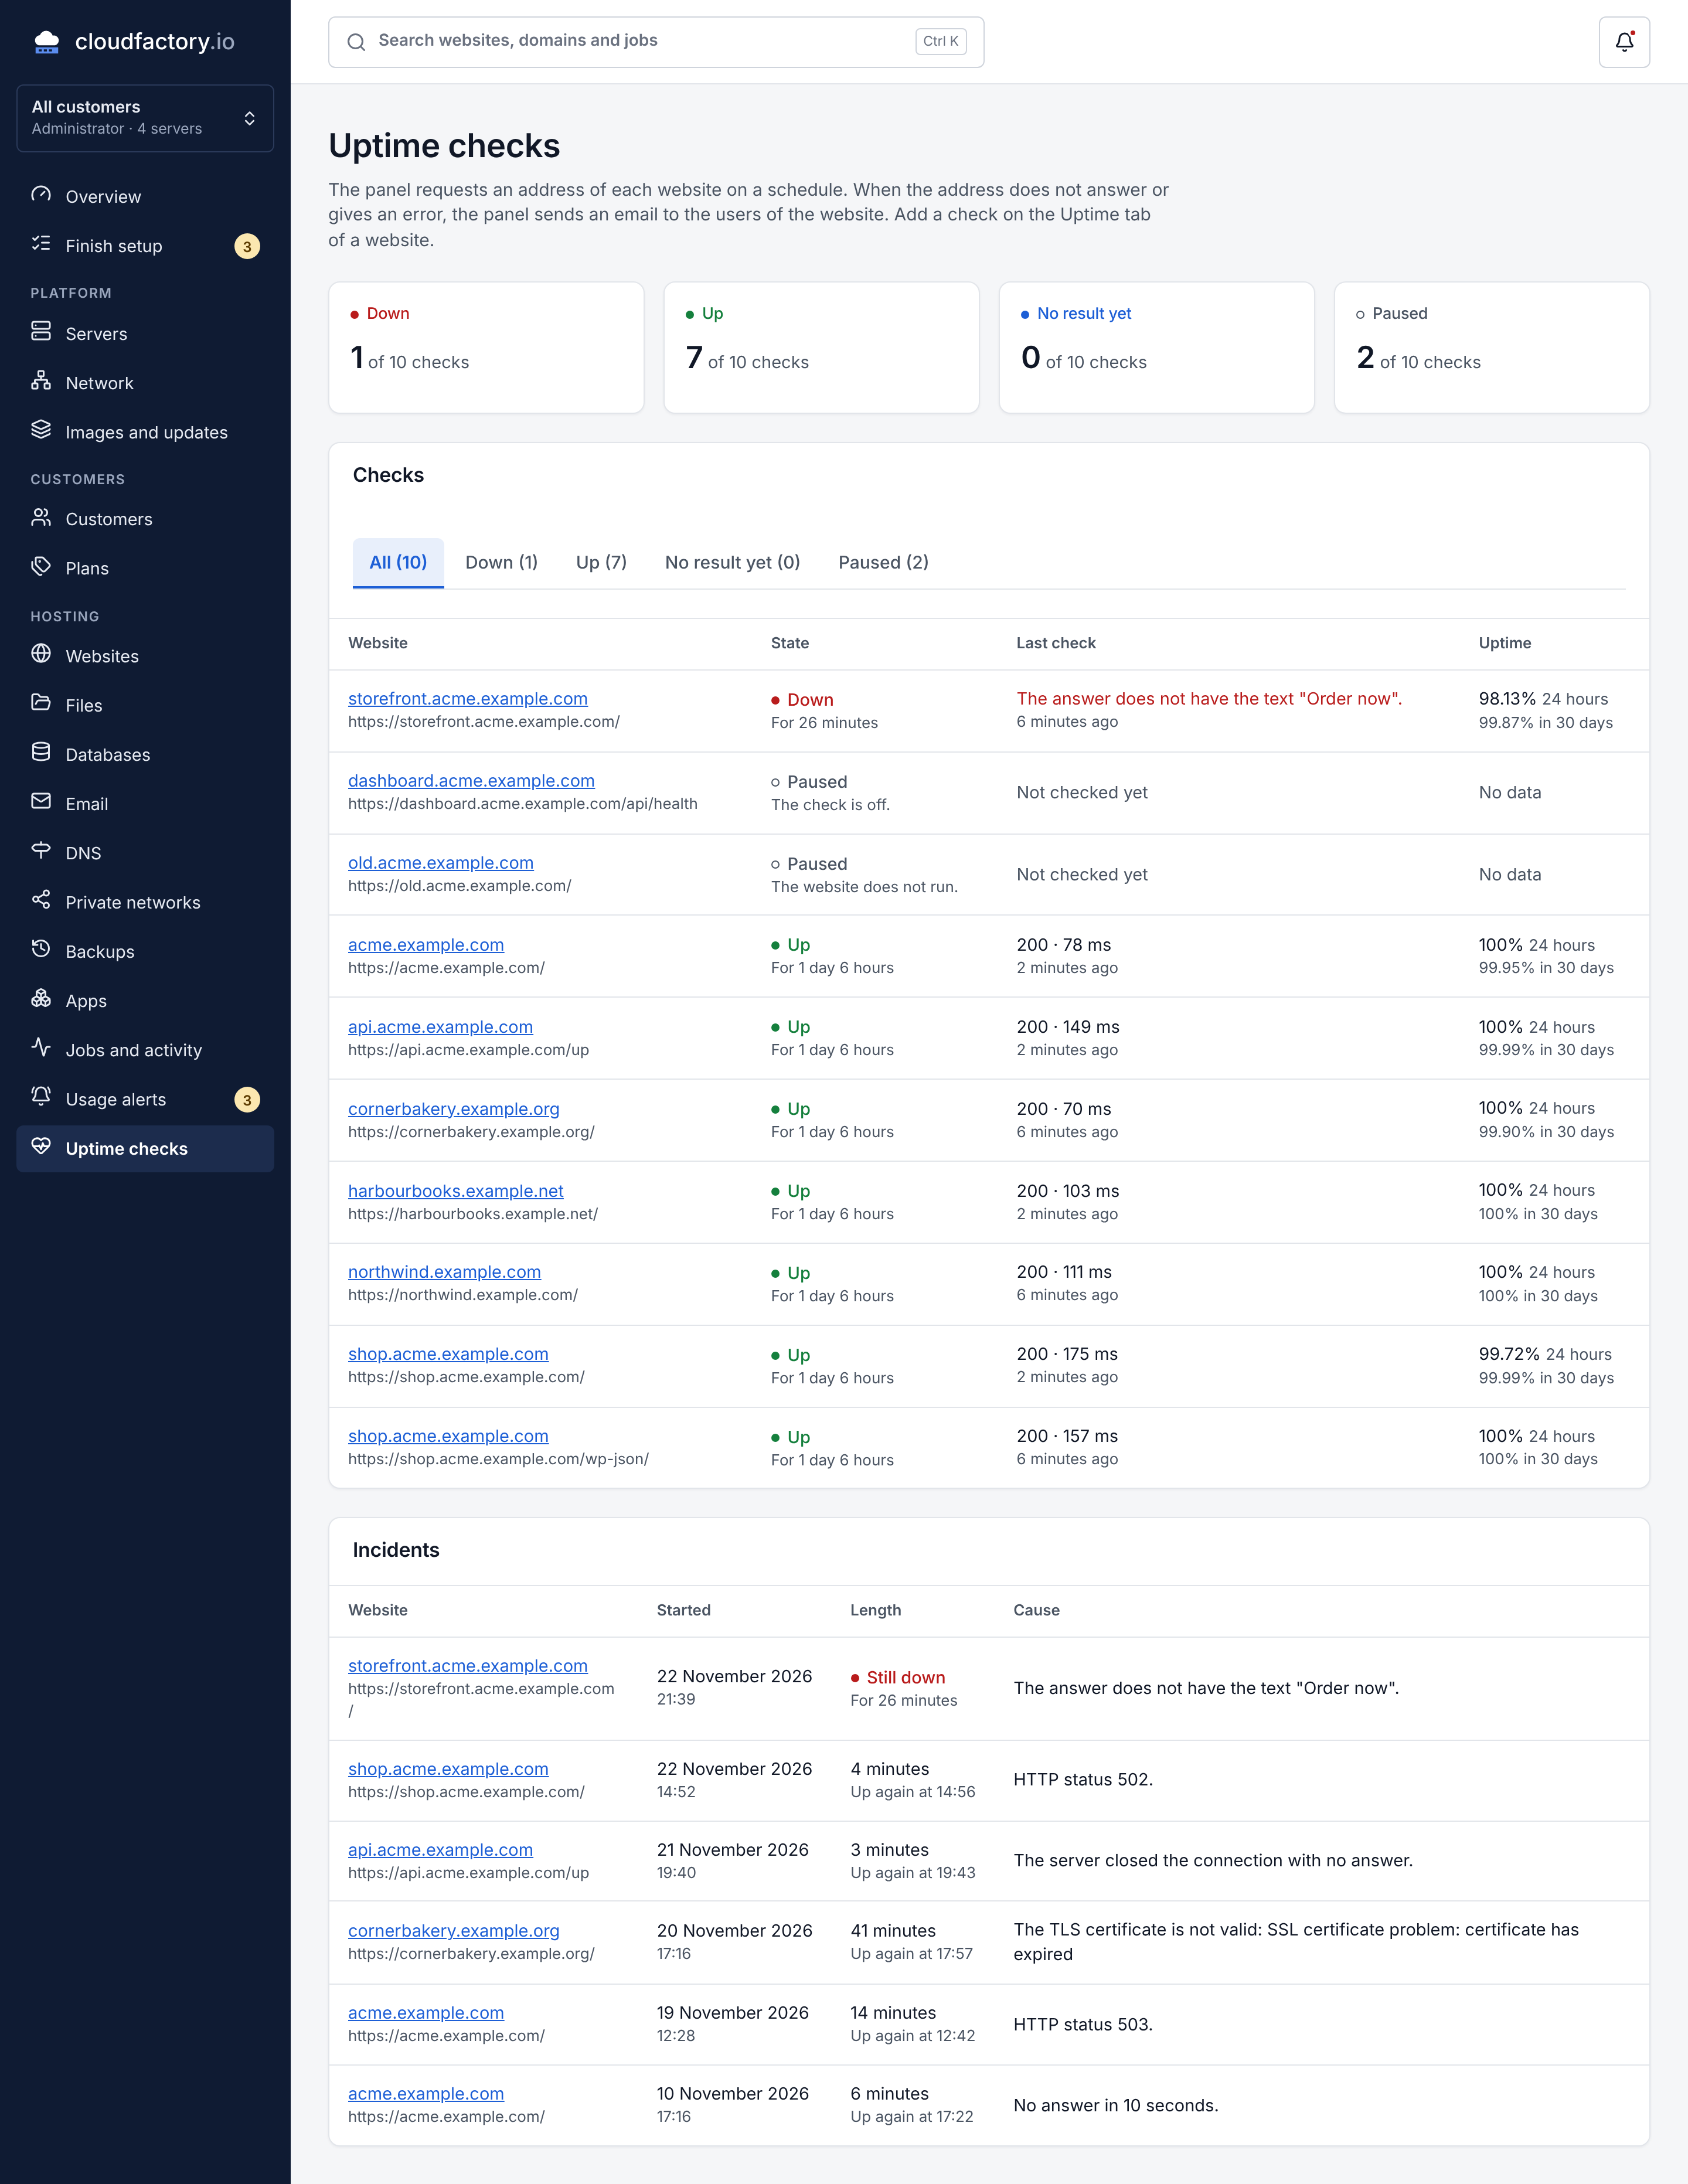 cloudfactory.io
All customers
Administrator · 4 servers
Overview
Finish setup 3
PLATFORM
Servers
Network
Images and updates
CUSTOMERS
Customers
Plans
HOSTING
Websites
Files
Databases
Email
DNS
Private networks
Backups
Apps
Jobs and activity
Usage alerts 3
Uptime checks
Search websites, domains and jobs Ctrl K
Uptime checks
The panel requests an address of each website on a schedule. When the address does not answer or
gives an error, the panel sends an email to the users of the website. Add a check on the Uptime tab
of a website.
Down
1 of 10 checks
Up
7 of 10 checks
No result yet
0 of 10 checks
Paused
2 of 10 checks
Checks
All (10) Down (1) Up (7) No result yet (0) Paused (2)
Website State Last check Uptime
storefront.acme.example.com Down The answer does not have the text "Order now". 98.13% 24 hours
https://storefront.acme.example.com/ For 26 minutes 6 minutes ago 99.87% in 30 days
dashboard.acme.example.com Paused Not checked yet No data
https://dashboard.acme.example.com/api/health The check is off.
old.acme.example.com Paused Not checked yet No data
https://old.acme.example.com/ The website does not run.
acme.example.com Up 200 · 78 ms 100% 24 hours
https://acme.example.com/ For 1 day 6 hours 2 minutes ago 99.95% in 30 days
api.acme.example.com Up 200 · 149 ms 100% 24 hours
https://api.acme.example.com/up For 1 day 6 hours 2 minutes ago 99.99% in 30 days
cornerbakery.example.org Up 200 · 70 ms 100% 24 hours
https://cornerbakery.example.org/ For 1 day 6 hours 6 minutes ago 99.90% in 30 days
harbourbooks.example.net Up 200 · 103 ms 100% 24 hours
https://harbourbooks.example.net/ For 1 day 6 hours 2 minutes ago 100% in 30 days
northwind.example.com Up 200 · 111 ms 100% 24 hours
https://northwind.example.com/ For 1 day 6 hours 6 minutes ago 100% in 30 days
shop.acme.example.com Up 200 · 175 ms 99.72% 24 hours
https://shop.acme.example.com/ For 1 day 6 hours 2 minutes ago 99.99% in 30 days
shop.acme.example.com Up 200 · 157 ms 100% 24 hours
https://shop.acme.example.com/wp-json/ For 1 day 6 hours 6 minutes ago 100% in 30 days
Incidents
Website Started Length Cause
storefront.acme.example.com 22 November 2026 Still down The answer does not have the text "Order now".
https://storefront.acme.example.com 21:39 For 26 minutes
/
shop.acme.example.com 22 November 2026 4 minutes HTTP status 502.
https://shop.acme.example.com/ 14:52 Up again at 14:56
api.acme.example.com 21 November 2026 3 minutes The server closed the connection with no answer.
https://api.acme.example.com/up 19:40 Up again at 19:43
cornerbakery.example.org 20 November 2026 41 minutes The TLS certificate is not valid: SSL certificate problem: certificate has
https://cornerbakery.example.org/ 17:16 Up again at 17:57 expired
acme.example.com 19 November 2026 14 minutes HTTP status 503.
https://acme.example.com/ 12:28 Up again at 12:42
acme.example.com 10 November 2026 6 minutes No answer in 10 seconds.
https://acme.example.com/ 17:16 Up again at 17:22